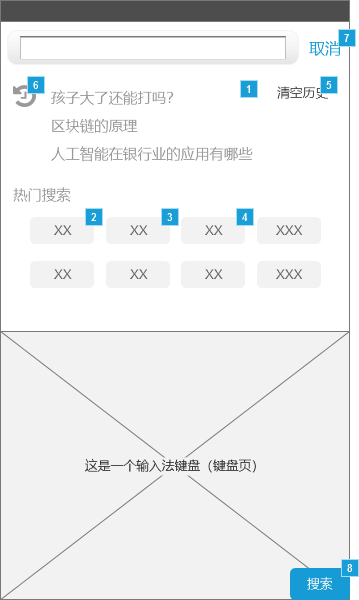 7
取消
6
1
5
清空历史
孩子大了还能打吗？
区块链的原理
人工智能在银行业的应用有哪些
热门搜索
2
3
4
XX
XX
XX
XXX
XX
XX
XX
XXX
这是一个输入法键盘（键盘页）
8
搜索